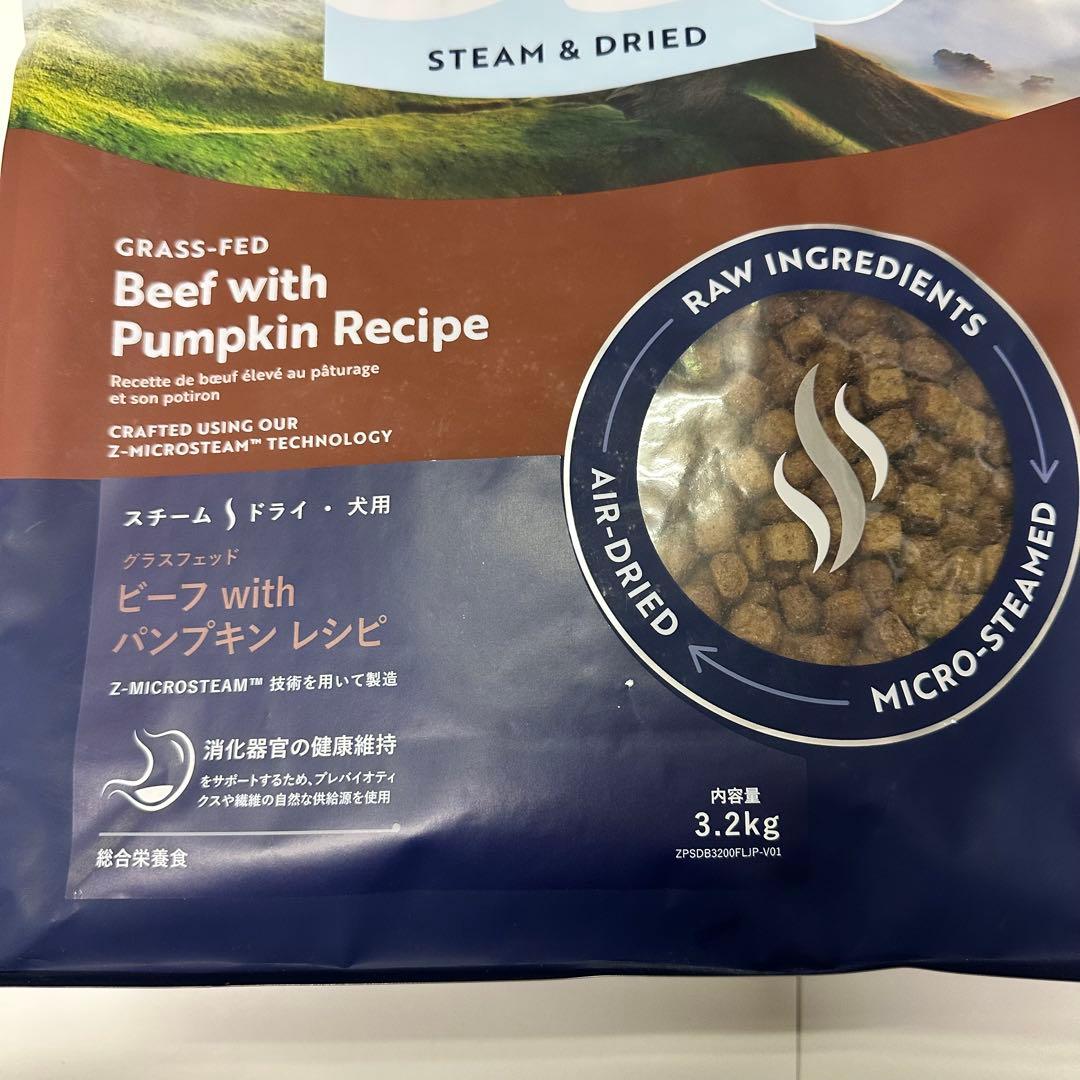 STEAM & DRIED
GRASS-FED
Beef with
Pumpkin Recipe
Recette de bœuf élevé au pâturage
et son potiron
CRAFTED USING OUR
Z-MICROSTEAM™ TECHNOLOGY
スチーム ドライ・犬用
グラスフェッド
ビーフ with
パンプキン レシピ
Z-MICROSTEAM™ 技術を用いて製造
消化器官の健康維持
をサポートするため、プレバイオティ
クスや繊維の自然な供給源を使用
総合栄養食
RAW INGREDIENTS
MICRO-STEAMED
AIR-DRIED
内容量
3.2kg
ZPSDB3200FLJP-V01